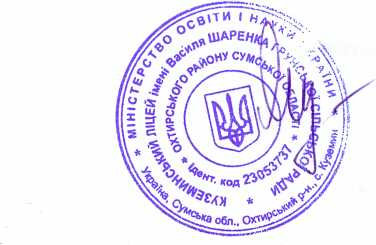 * МІНІСТЕРСТВО ОСВІТИ І НАУКИ УКРАЇНИ *
Україна, Сумська обл., Охтирський р-н., с. Куземин
КУЗЕМИНСЬКИЙ ЛІЦЕЙ імені Василя ШАРЕНКА ГРУНСЬКОЇ СІЛЬСЬКОЇ РАДИ *
ОХТИРСЬКОГО РАЙОНУ СУМСЬКОЇ ОБЛАСТІ
* Ідент. код 23053737 *